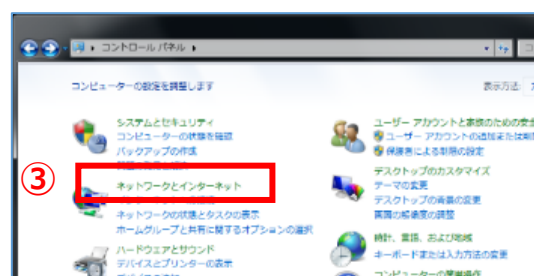 コントロール パネル
コンピューターの設定を調整します
表示方法:
システムとセキュリティ
コンピューターの状態を確認
バックアップの作成
③
ネットワークとインターネット
ネットワークの状態とタスクの表示
ホームグループと共有に関するオプションの選択
ハードウェアとサウンド
デバイスとプリンターの表示
ユーザー アカウントと家族のための安全
ユーザー アカウントの追加または削
保護者による制限の設定
デスクトップのカスタマイズ
テーマの変更
デスクトップの背景の変更
画面の解像度の調整
時計、言語、および地域
キーボードまたは入力方法の変更
コンピューターの簡単操作